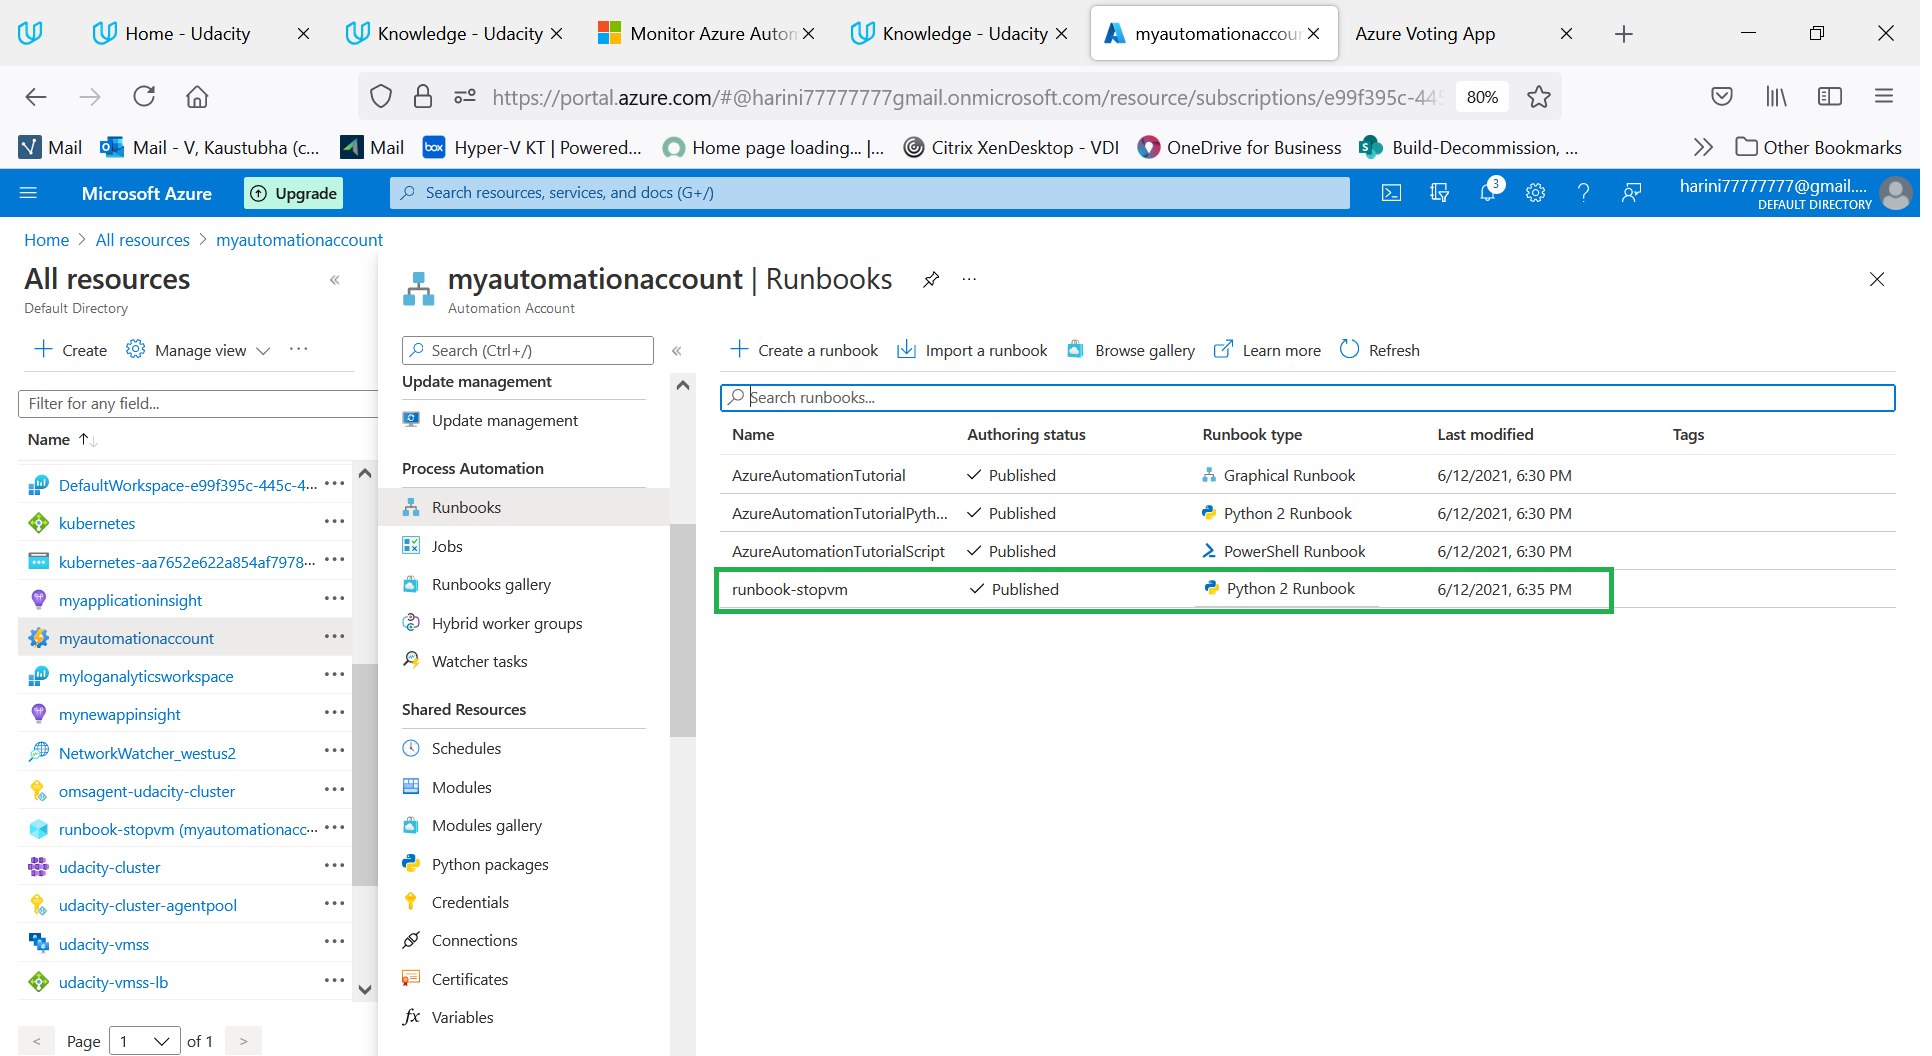 Home - Udacity
Knowledge - Udacity
Monitor Azure Autom
Knowledge - Udacity
myautomationaccoun
Azure Voting App
https://portal.azure.com/#@harini77777777gmail.onmicrosoft.com/resource/subscriptions/e99f395c-445
80%
Mail
Mail - V, Kaustubha (c...
Mail
box
Hyper-V KT | Powered...
Home page loading... |...
Citrix XenDesktop - VDI
OneDrive for Business
Build-Decommission, ...
Other Bookmarks
Microsoft Azure
Upgrade
Search resources, services, and docs (G+/)
3
harini77777777@gmail....
DEFAULT DIRECTORY
Home > All resources > myautomationaccount
All resources
Default Directory
Create
Manage view
Filter for any field...
Name
DefaultWorkspace-e99f395c-445c-4...
kubernetes
kubernetes-aa7652e622a854af7978...
myapplicationinsight
myautomationaccount
myloganalyticsworkspace
mynewappinsight
NetworkWatcher_westus2
omsagent-udacity-cluster
runbook-stopvm (myautomationacc...
udacity-cluster
udacity-cluster-agentpool
udacity-vmss
udacity-vmss-lb
< Page 1 of 1 >
myautomationaccount | Runbooks
Automation Account
Search (Ctrl+/)
Update management
Update management
Process Automation
Runbooks
Jobs
Runbooks gallery
Hybrid worker groups
Watcher tasks
Shared Resources
Schedules
Modules
Modules gallery
Python packages
Credentials
Connections
Certificates
fx Variables
Create a runbook
Import a runbook
Browse gallery
Learn more
Refresh
Search runbooks...
Name Authoring status Runbook type Last modified Tags
AzureAutomationTutorial Published Graphical Runbook 6/12/2021, 6:30 PM
AzureAutomationTutorialPyth... Published Python 2 Runbook 6/12/2021, 6:30 PM
AzureAutomationTutorialScript Published PowerShell Runbook 6/12/2021, 6:30 PM
runbook-stopvm Published Python 2 Runbook 6/12/2021, 6:35 PM